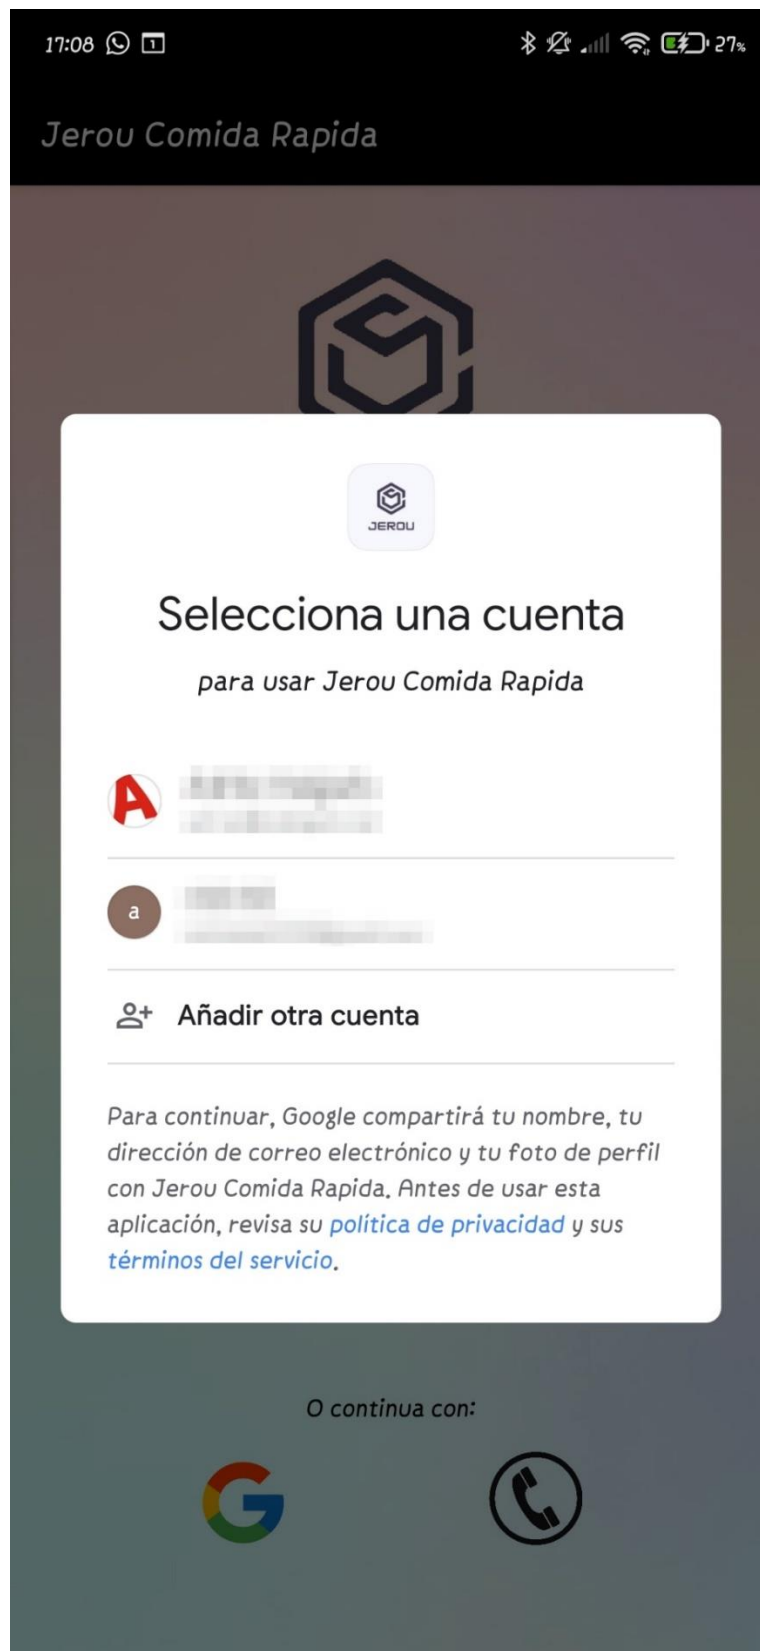 17:08 1 27%
Jerou Comida Rapida
JEROU
Selecciona una cuenta
para usar Jerou Comida Rapida
A
a
Añadir otra cuenta
Para continuar, Google compartirá tu nombre, tu
dirección de correo electrónico y tu foto de perfil
con Jerou Comida Rapida. Antes de usar esta
aplicación, revisa su política de privacidad y sus
términos del servicio.
O continua con:
G